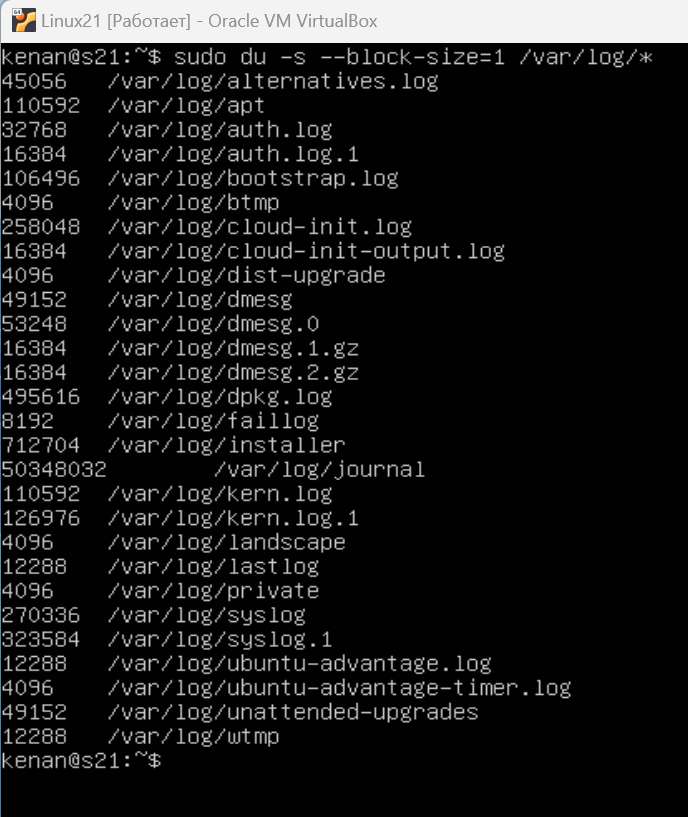 Linux21 [Работает] - Oracle VM VirtualBox
kenan@s21:~$ sudo du -s --block-size=1 /var/log/*
45056 /var/log/alternatives.log
110592 /var/log/apt
32768 /var/log/auth.log
16384 /var/log/auth.log.1
106496 /var/log/bootstrap.log
4096 /var/log/btmp
258048 /var/log/cloud-init.log
16384 /var/log/cloud-init-output.log
4096 /var/log/dist-upgrade
49152 /var/log/dmesg
53248 /var/log/dmesg.0
16384 /var/log/dmesg.1.gz
16384 /var/log/dmesg.2.gz
495616 /var/log/dpkg.log
8192 /var/log/faillog
712704 /var/log/installer
50348032 /var/log/journal
110592 /var/log/kern.log
126976 /var/log/kern.log.1
4096 /var/log/landscape
12288 /var/log/lastlog
4096 /var/log/private
270336 /var/log/syslog
323584 /var/log/syslog.1
12288 /var/log/ubuntu-advantage.log
4096 /var/log/ubuntu-advantage-timer.log
49152 /var/log/unattended-upgrades
12288 /var/log/wtmp
kenan@s21:~$